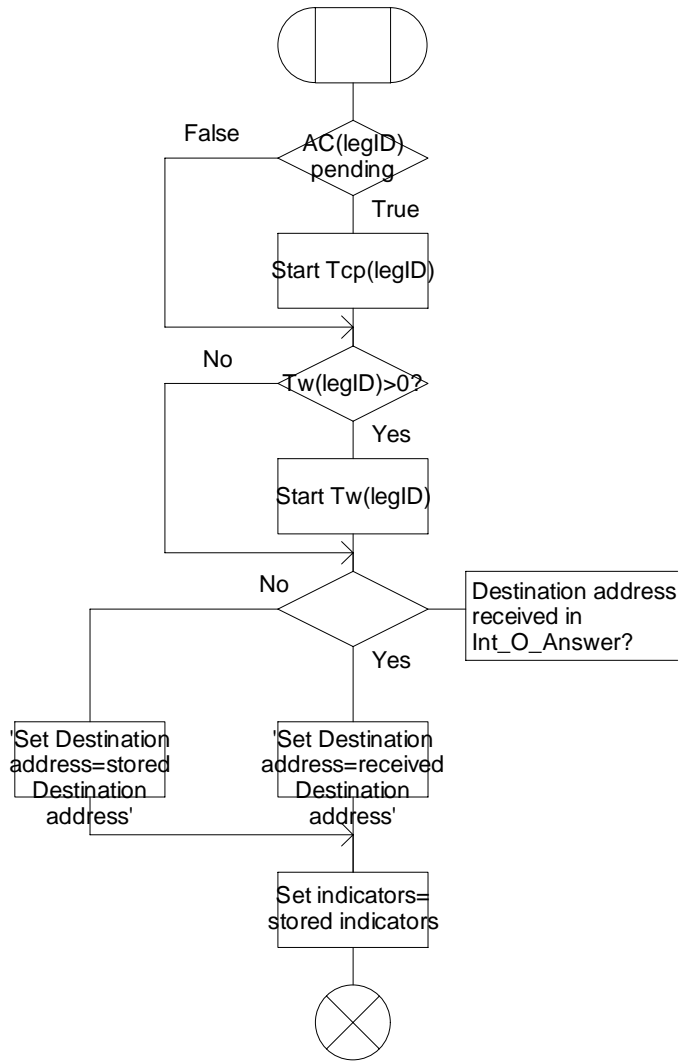 False
AC(legID)
pending
True
Start Tcp(legID)
No
Tw(legID)>0?
Yes
Start Tw(legID)
No
Destination address
received in
Int_O_Answer?
Yes
'Set Destination
address=stored
Destination
address'
'Set Destination
address=received
Destination
address'
Set indicators=
stored indicators